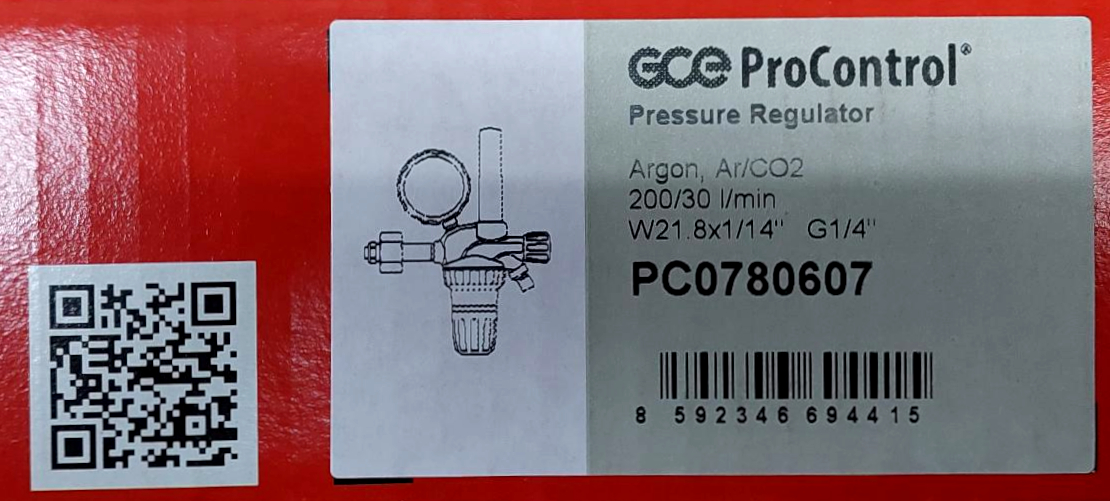 GCE ProControl®
Pressure Regulator
Argon, Ar/CO2
200/30 l/min
W21.8x1/14" G1/4"
PC0780607
8 592346 694415